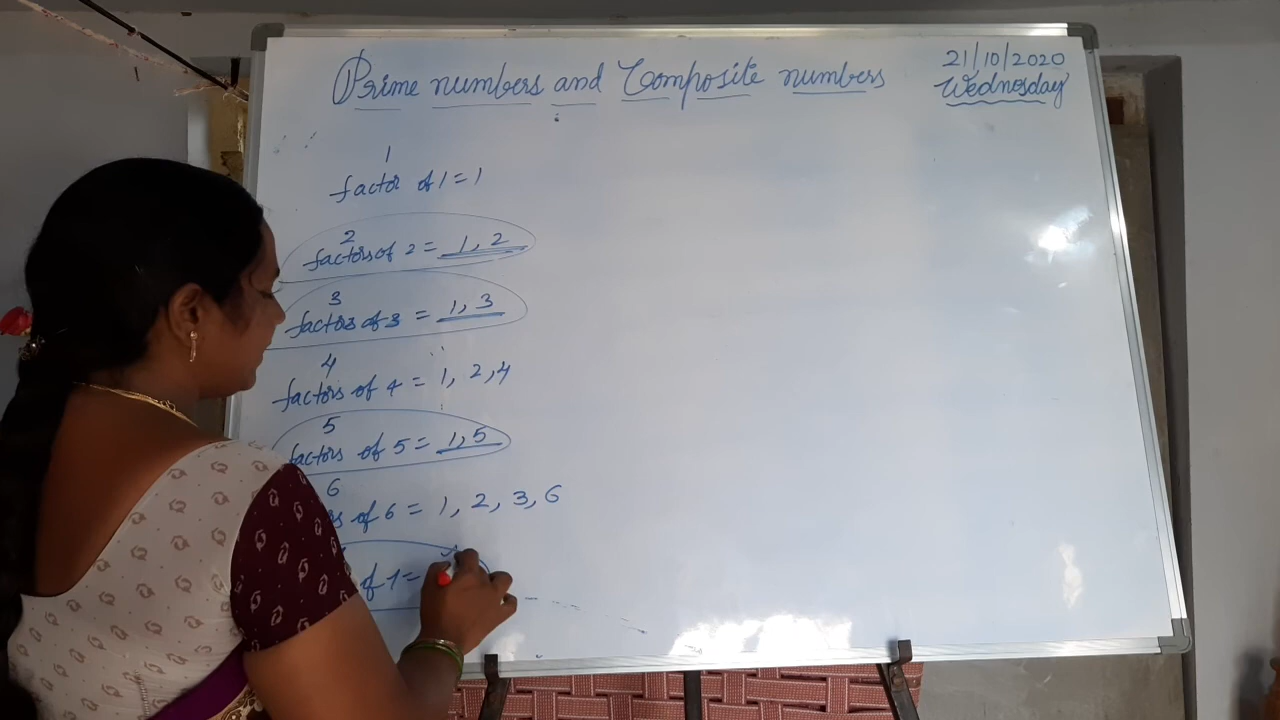 Prime numbers and Composite numbers
21/10/2020
Wednesday
1
factor of 1 = 1
2
factors of 2 = 1, 2
3
factors of 3 = 1, 3
4
factors of 4 = 1, 2, 4
5
factors of 5 = 1, 5
6
of 6 = 1, 2, 3, 6
of 7 =